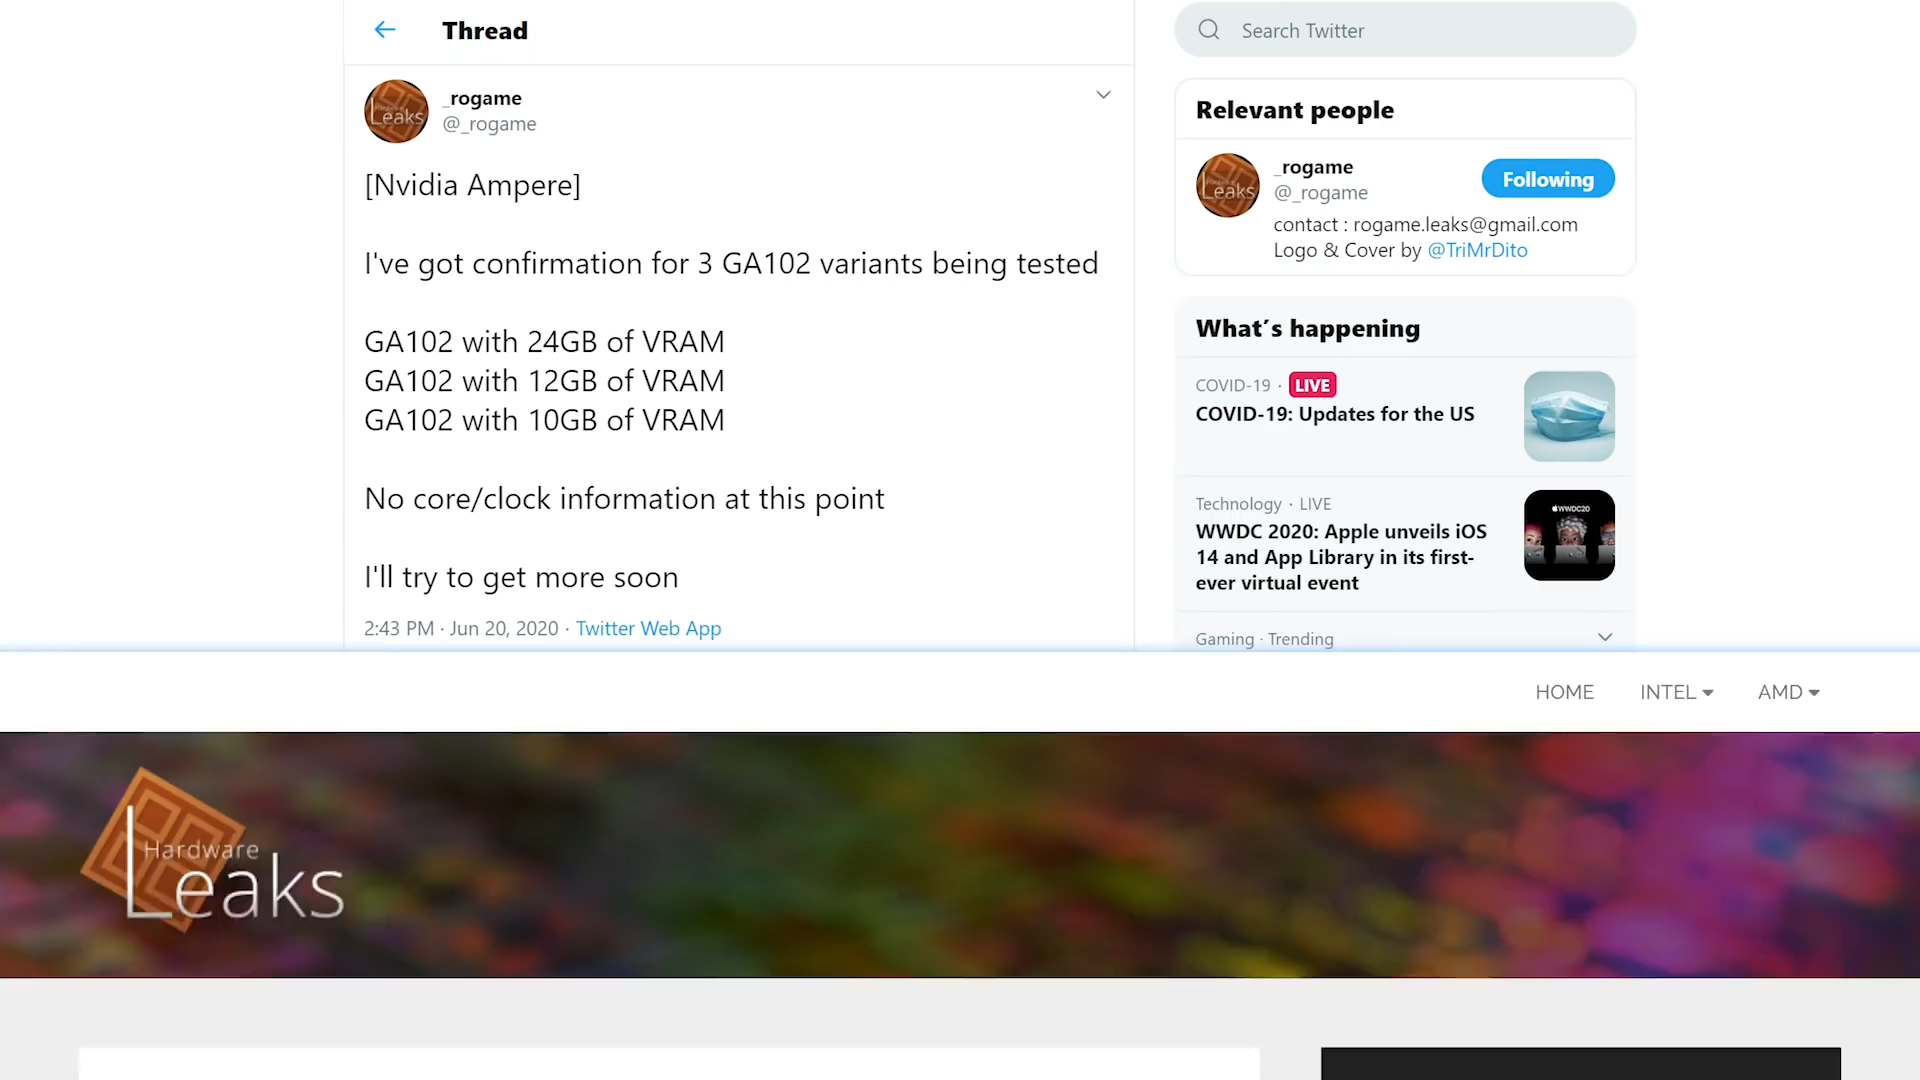 Thread
_rogame
@_rogame
[Nvidia Ampere]
I've got confirmation for 3 GA102 variants being tested
GA102 with 24GB of VRAM
GA102 with 12GB of VRAM
GA102 with 10GB of VRAM
No core/clock information at this point
I'll try to get more soon
2:43 PM · Jun 20, 2020 · Twitter Web App
Search Twitter
Relevant people
_rogame
@_rogame
Following
contact : rogame.leaks@gmail.com
Logo & Cover by @TriMrDito
What's happening
COVID-19 · LIVE
COVID-19: Updates for the US
Technology · LIVE
WWDC 2020: Apple unveils iOS
14 and App Library in its first-
ever virtual event
WWDC20
Gaming · Trending
HOME INTEL AMD
Hardware
Leaks
Leaks
Leaks